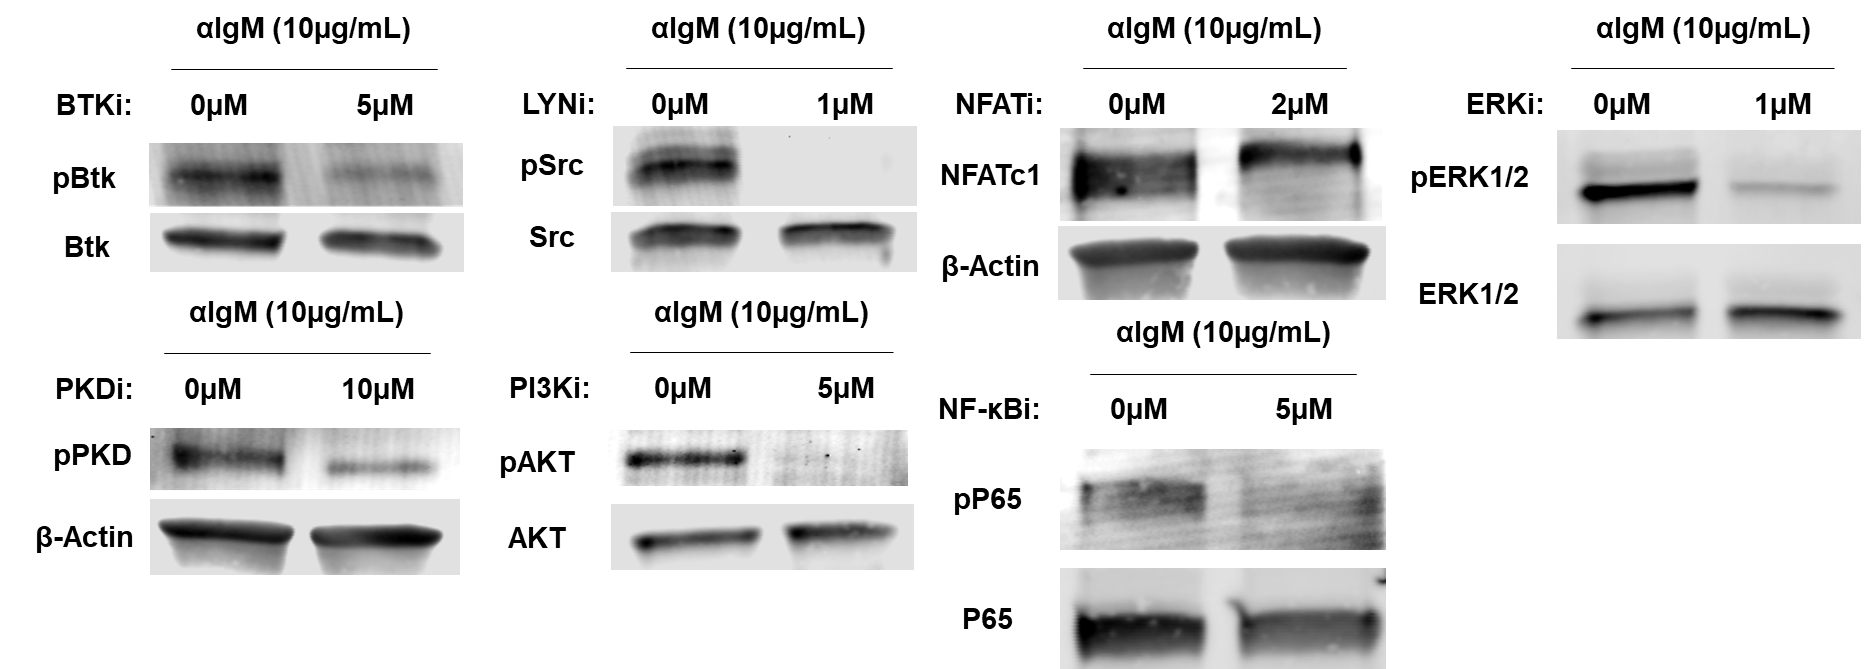 αIgM (10µg/mL)
BTKi: 0µM 5µM
pBtk
Btk
αIgM (10µg/mL)
LYNi: 0µM 1µM
pSrc
Src
αIgM (10µg/mL)
NFATi: 0µM 2µM
NFATc1
β-Actin
αIgM (10µg/mL)
ERKi: 0µM 1µM
pERK1/2
ERK1/2
αIgM (10µg/mL)
PKDi: 0µM 10µM
pPKD
β-Actin
αIgM (10µg/mL)
PI3Ki: 0µM 5µM
pAKT
AKT
αIgM (10µg/mL)
NF-κBi: 0µM 5µM
pP65
P65